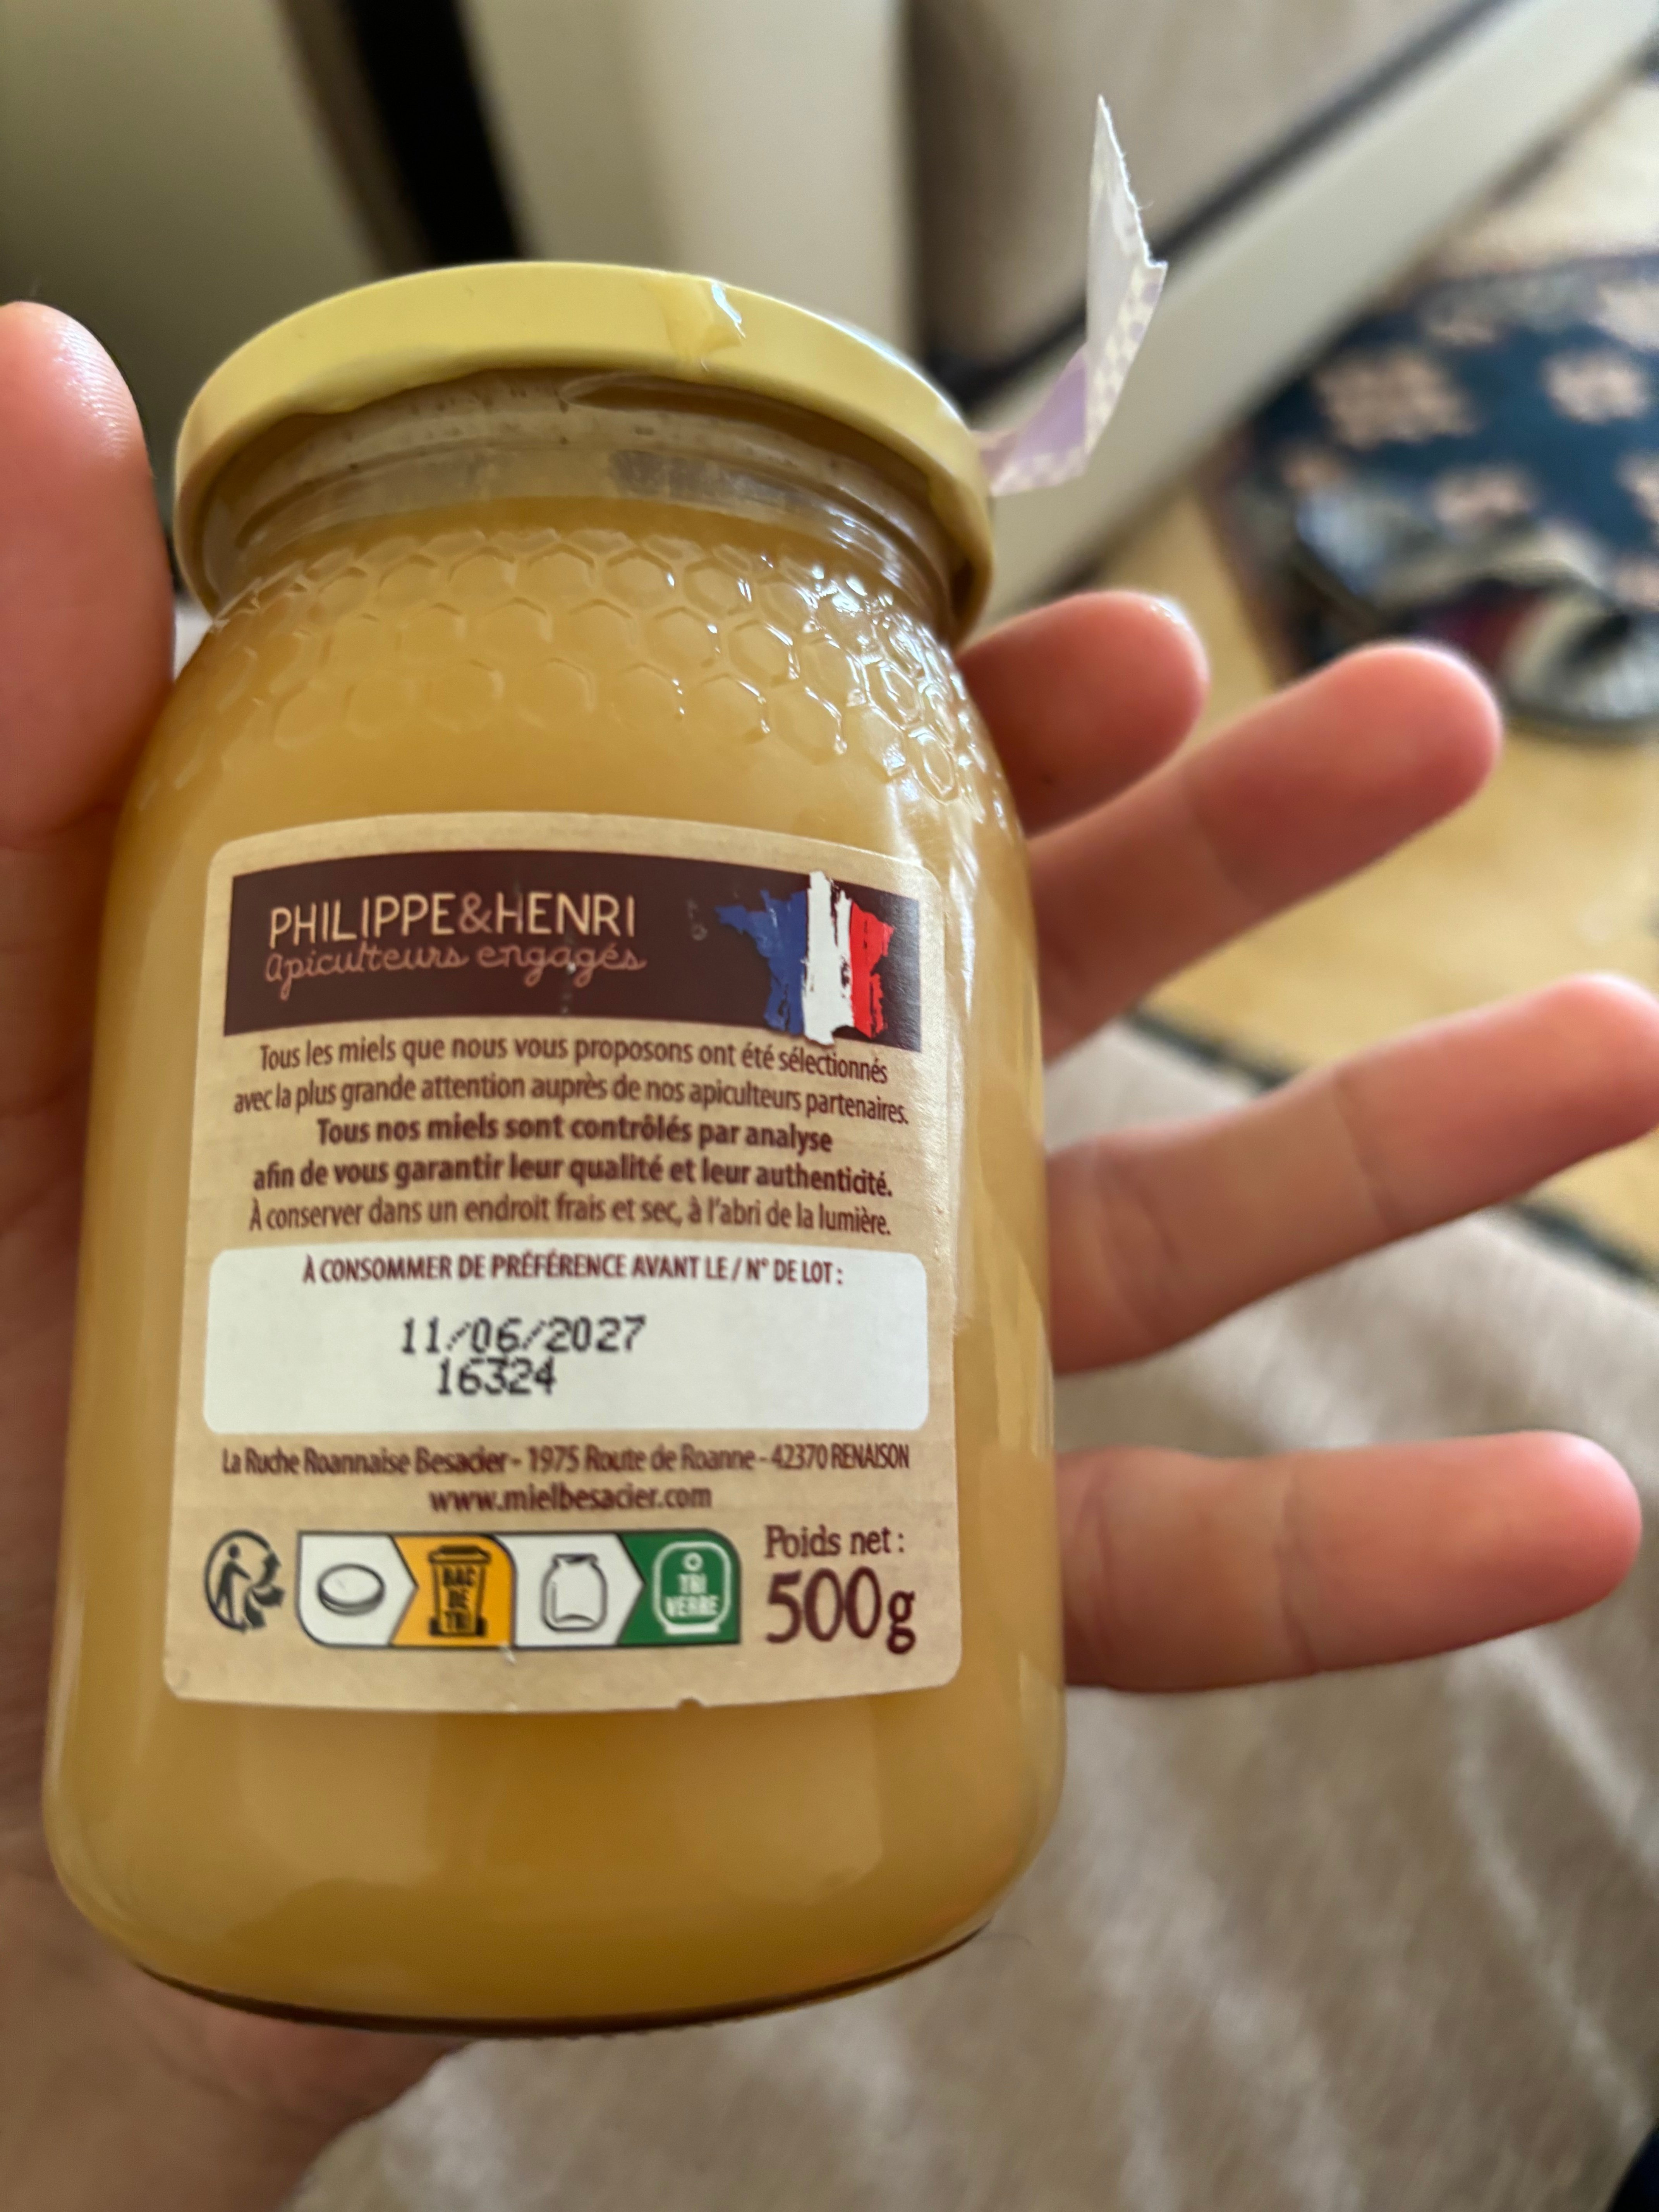 PHILIPPE&HENRI
apiculteurs engagés
Tous les miels que nous vous proposons ont été sélectionnés
avec la plus grande attention auprès de nos apiculteurs partenaires.
Tous nos miels sont contrôlés par analyse
afin de vous garantir leur qualité et leur authenticité.
À conserver dans un endroit frais et sec, à l'abri de la lumière.
À CONSOMMER DE PRÉFÉRENCE AVANT LE / N° DE LOT :
11/06/2027
16324
La Ruche Roannaise Besacier - 1975 Route de Roanne - 42370 RENAISON
www.mielbesacier.com
BAC
DE
TRI
TRI
VERRE
Poids net :
500g